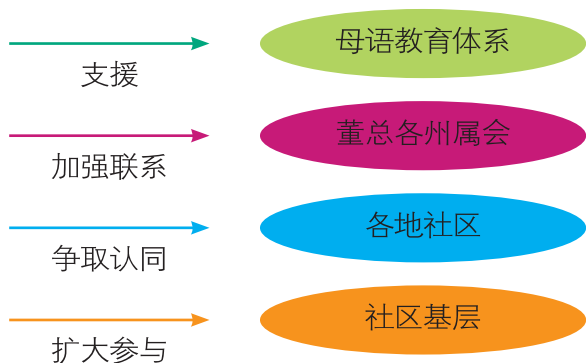 母语教育体系
支援
董总各州属会
加强联系
各地社区
争取认同
社区基层
扩大参与